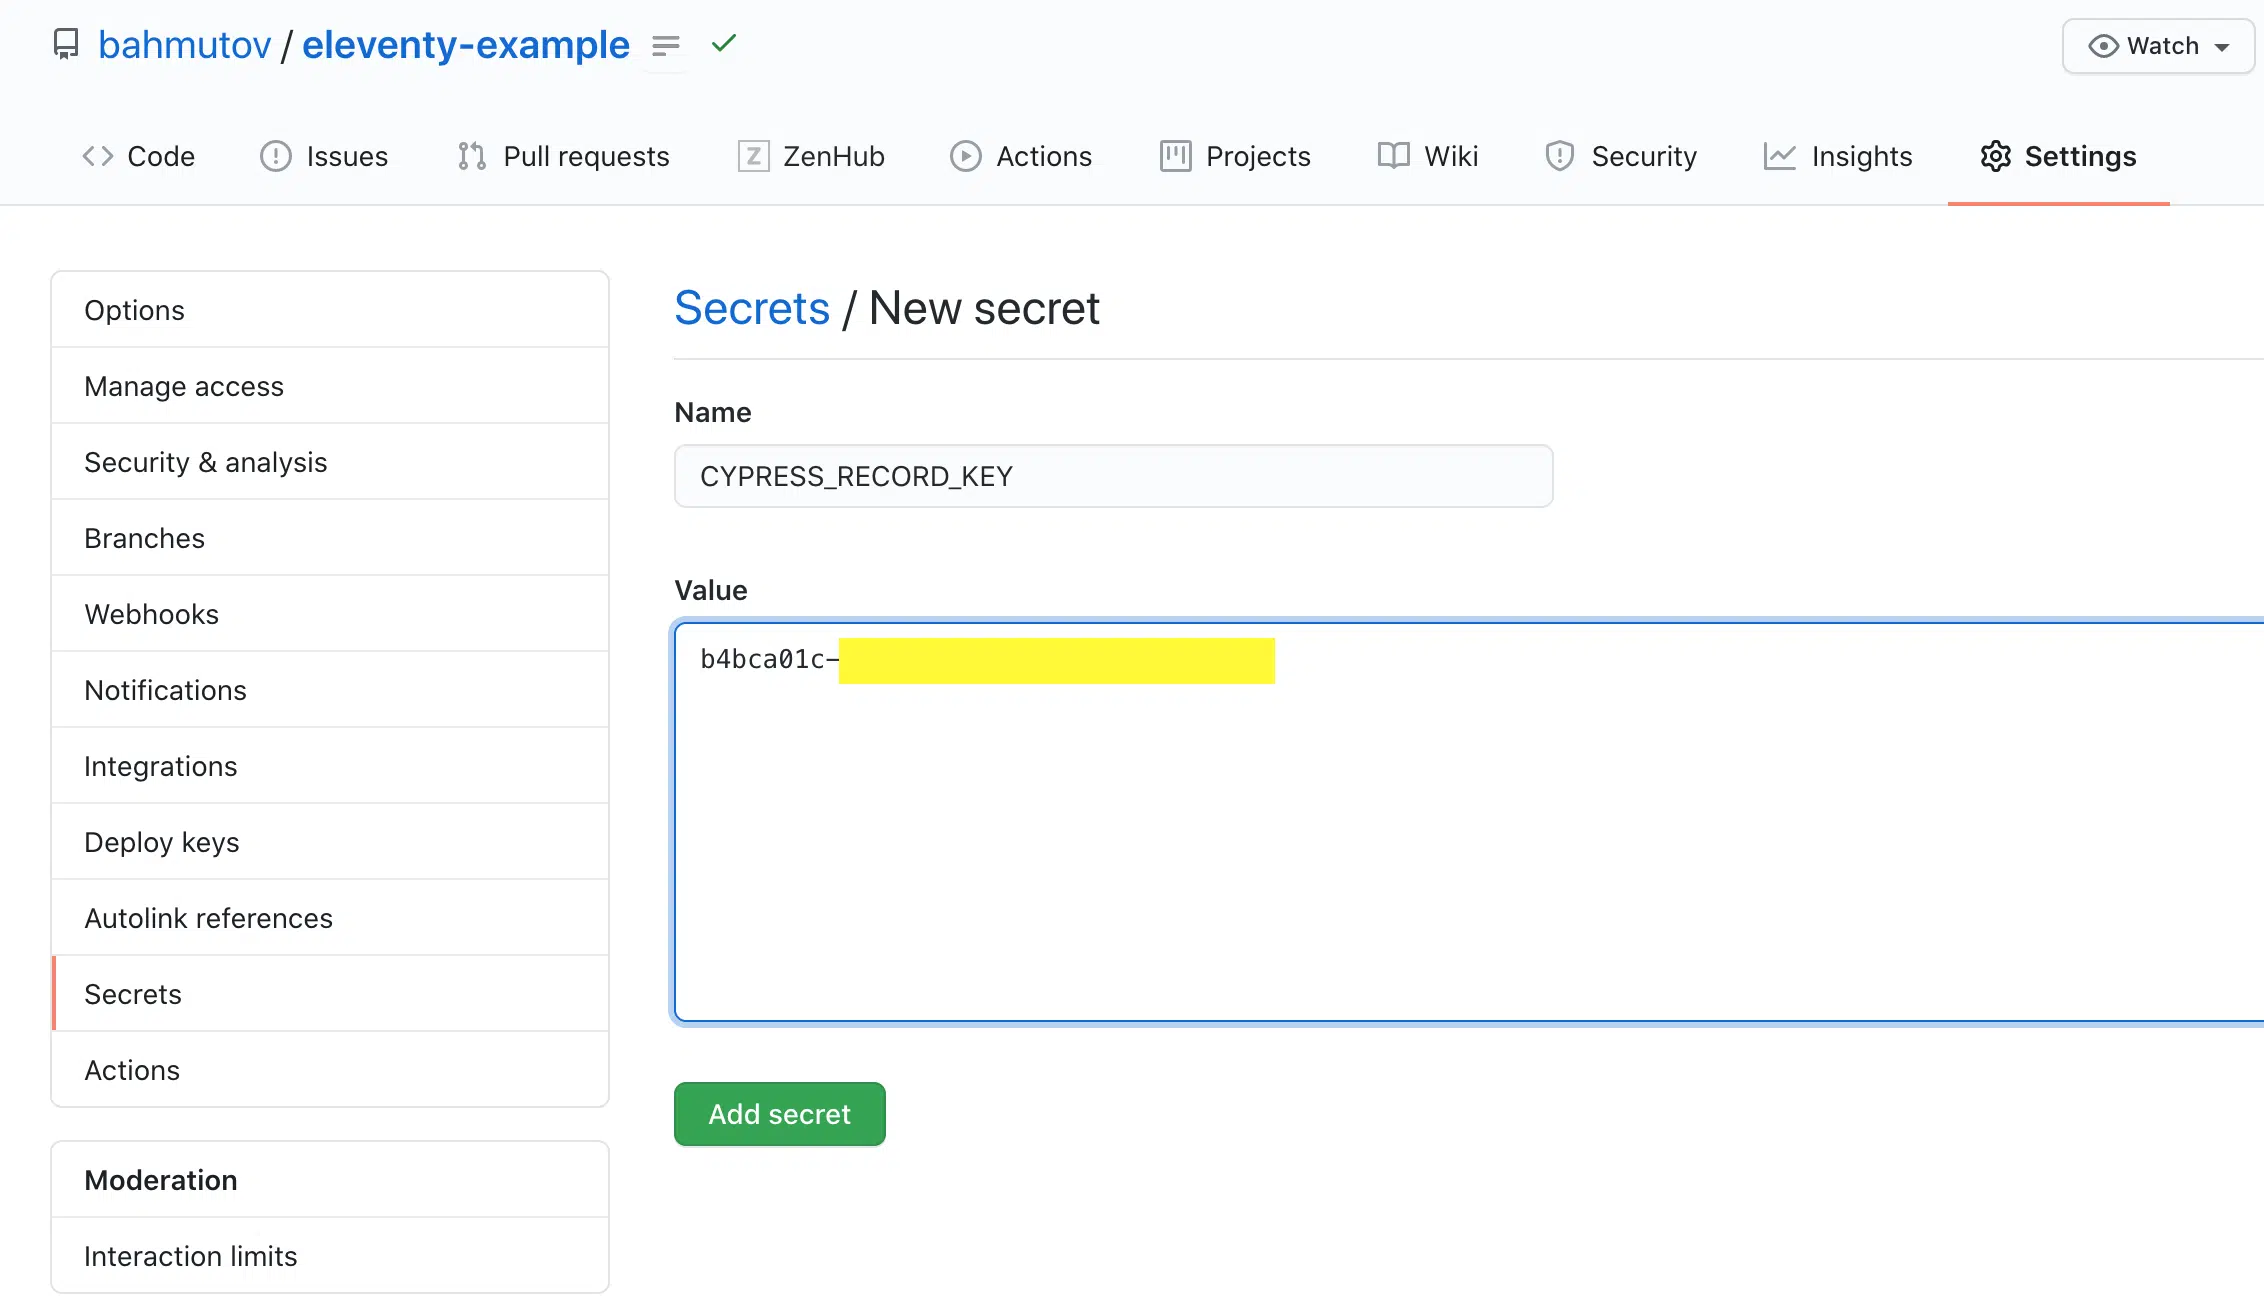 bahmutov / eleventy-example
Watch
Code Issues Pull requests ZenHub Actions Projects Wiki Security Insights Settings
Options
Manage access
Security & analysis
Branches
Webhooks
Notifications
Integrations
Deploy keys
Autolink references
Secrets
Actions
Moderation
Interaction limits
Secrets / New secret
Name
CYPRESS_RECORD_KEY
Value
b4bca01c-
Add secret